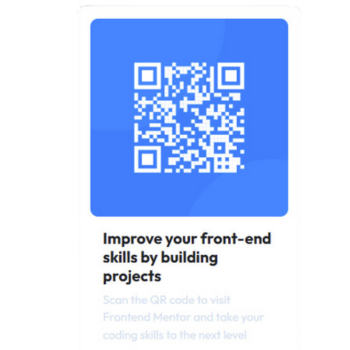 Improve your front-end
skills by building
projects
Scan the QR code to visit
Frontend Mentor and take your
coding skills to the next level